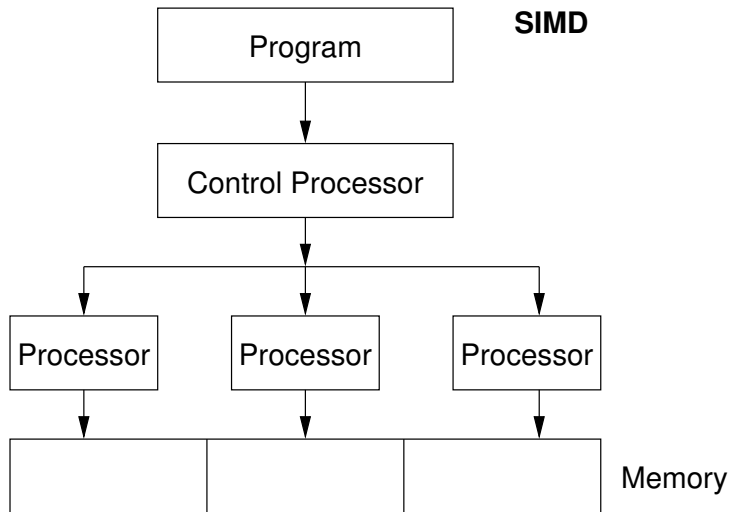 SIMD
Program
Control Processor
Processor
Processor
Processor
Memory